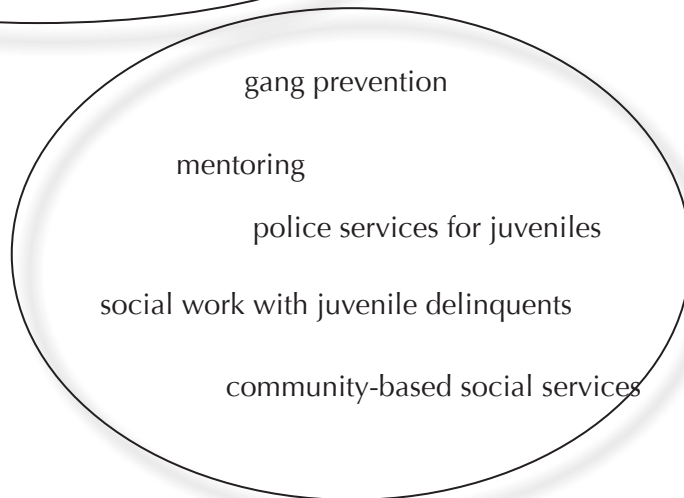 gang prevention
mentoring
police services for juveniles
social work with juvenile delinquents
community-based social services